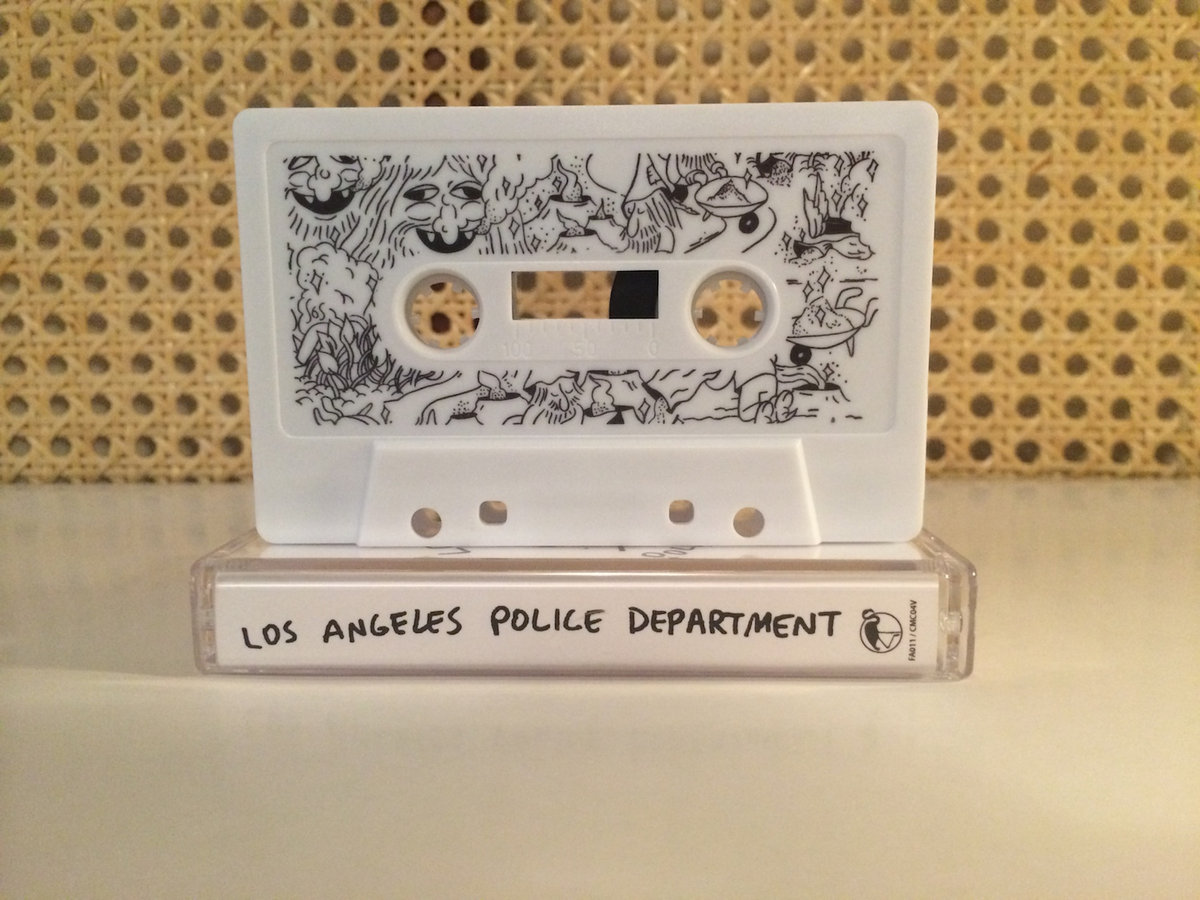 100 50 0
LOS ANGELES POLICE DEPARTMENT
FA011 / CMC04V